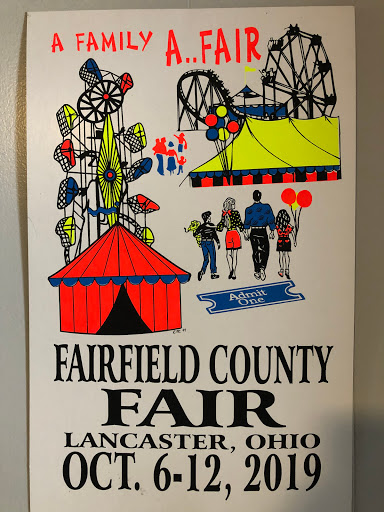 A FAMILY A..FAIR
Admit
One
FAIRFIELD COUNTY
FAIR
LANCASTER, OHIO
OCT. 6-12, 2019